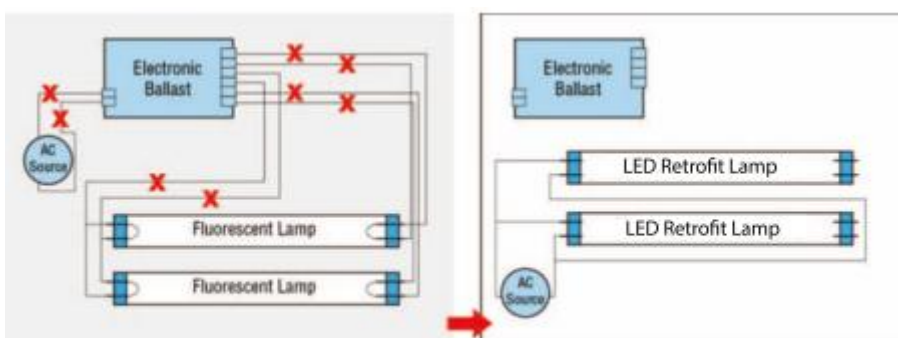 Electronic
Ballast
AC
Source
Fluorescent Lamp
Fluorescent Lamp
Electronic
Ballast
LED Retrofit Lamp
LED Retrofit Lamp
AC
Source